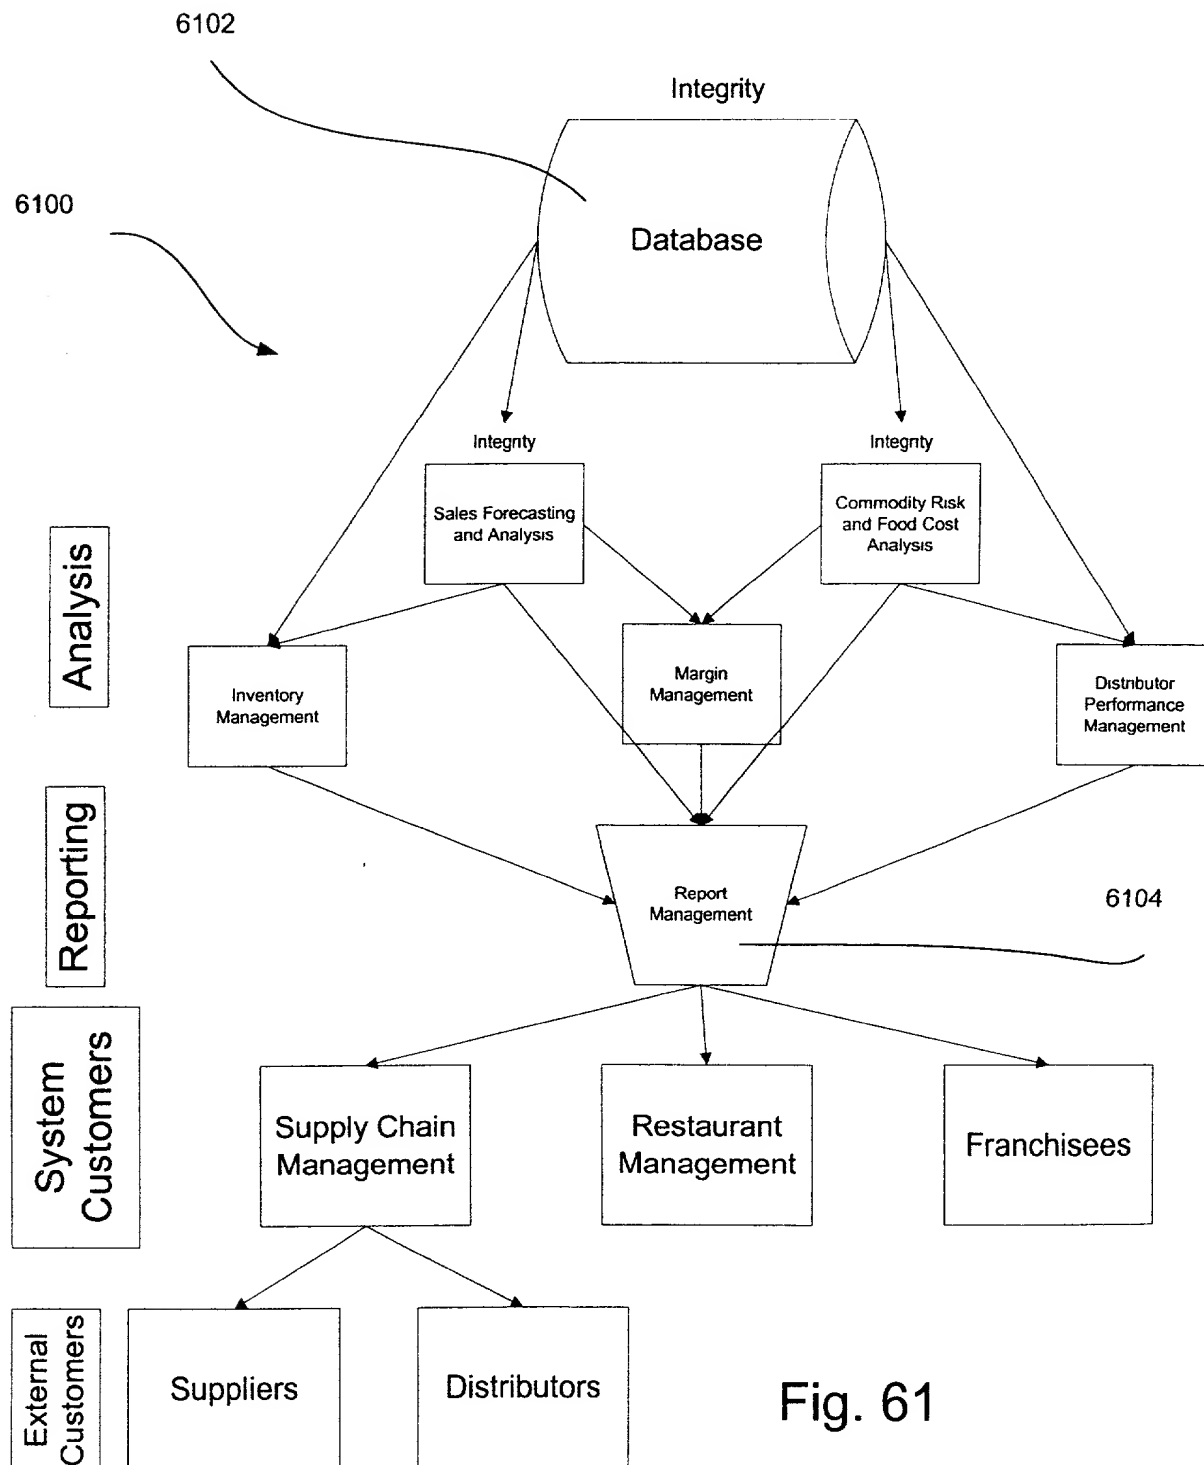 6102
Integrity
6100
Database
Integrity
Integrity
Sales Forecasting
and Analysis
Commodity Risk
and Food Cost
Analysis
Analysis
Inventory
Management
Margin
Management
Distributor
Performance
Management
Reporting
Report
Management
6104
System
Customers
Supply Chain
Management
Restaurant
Management
Franchisees
External
Customers
Suppliers
Distributors
Fig. 61